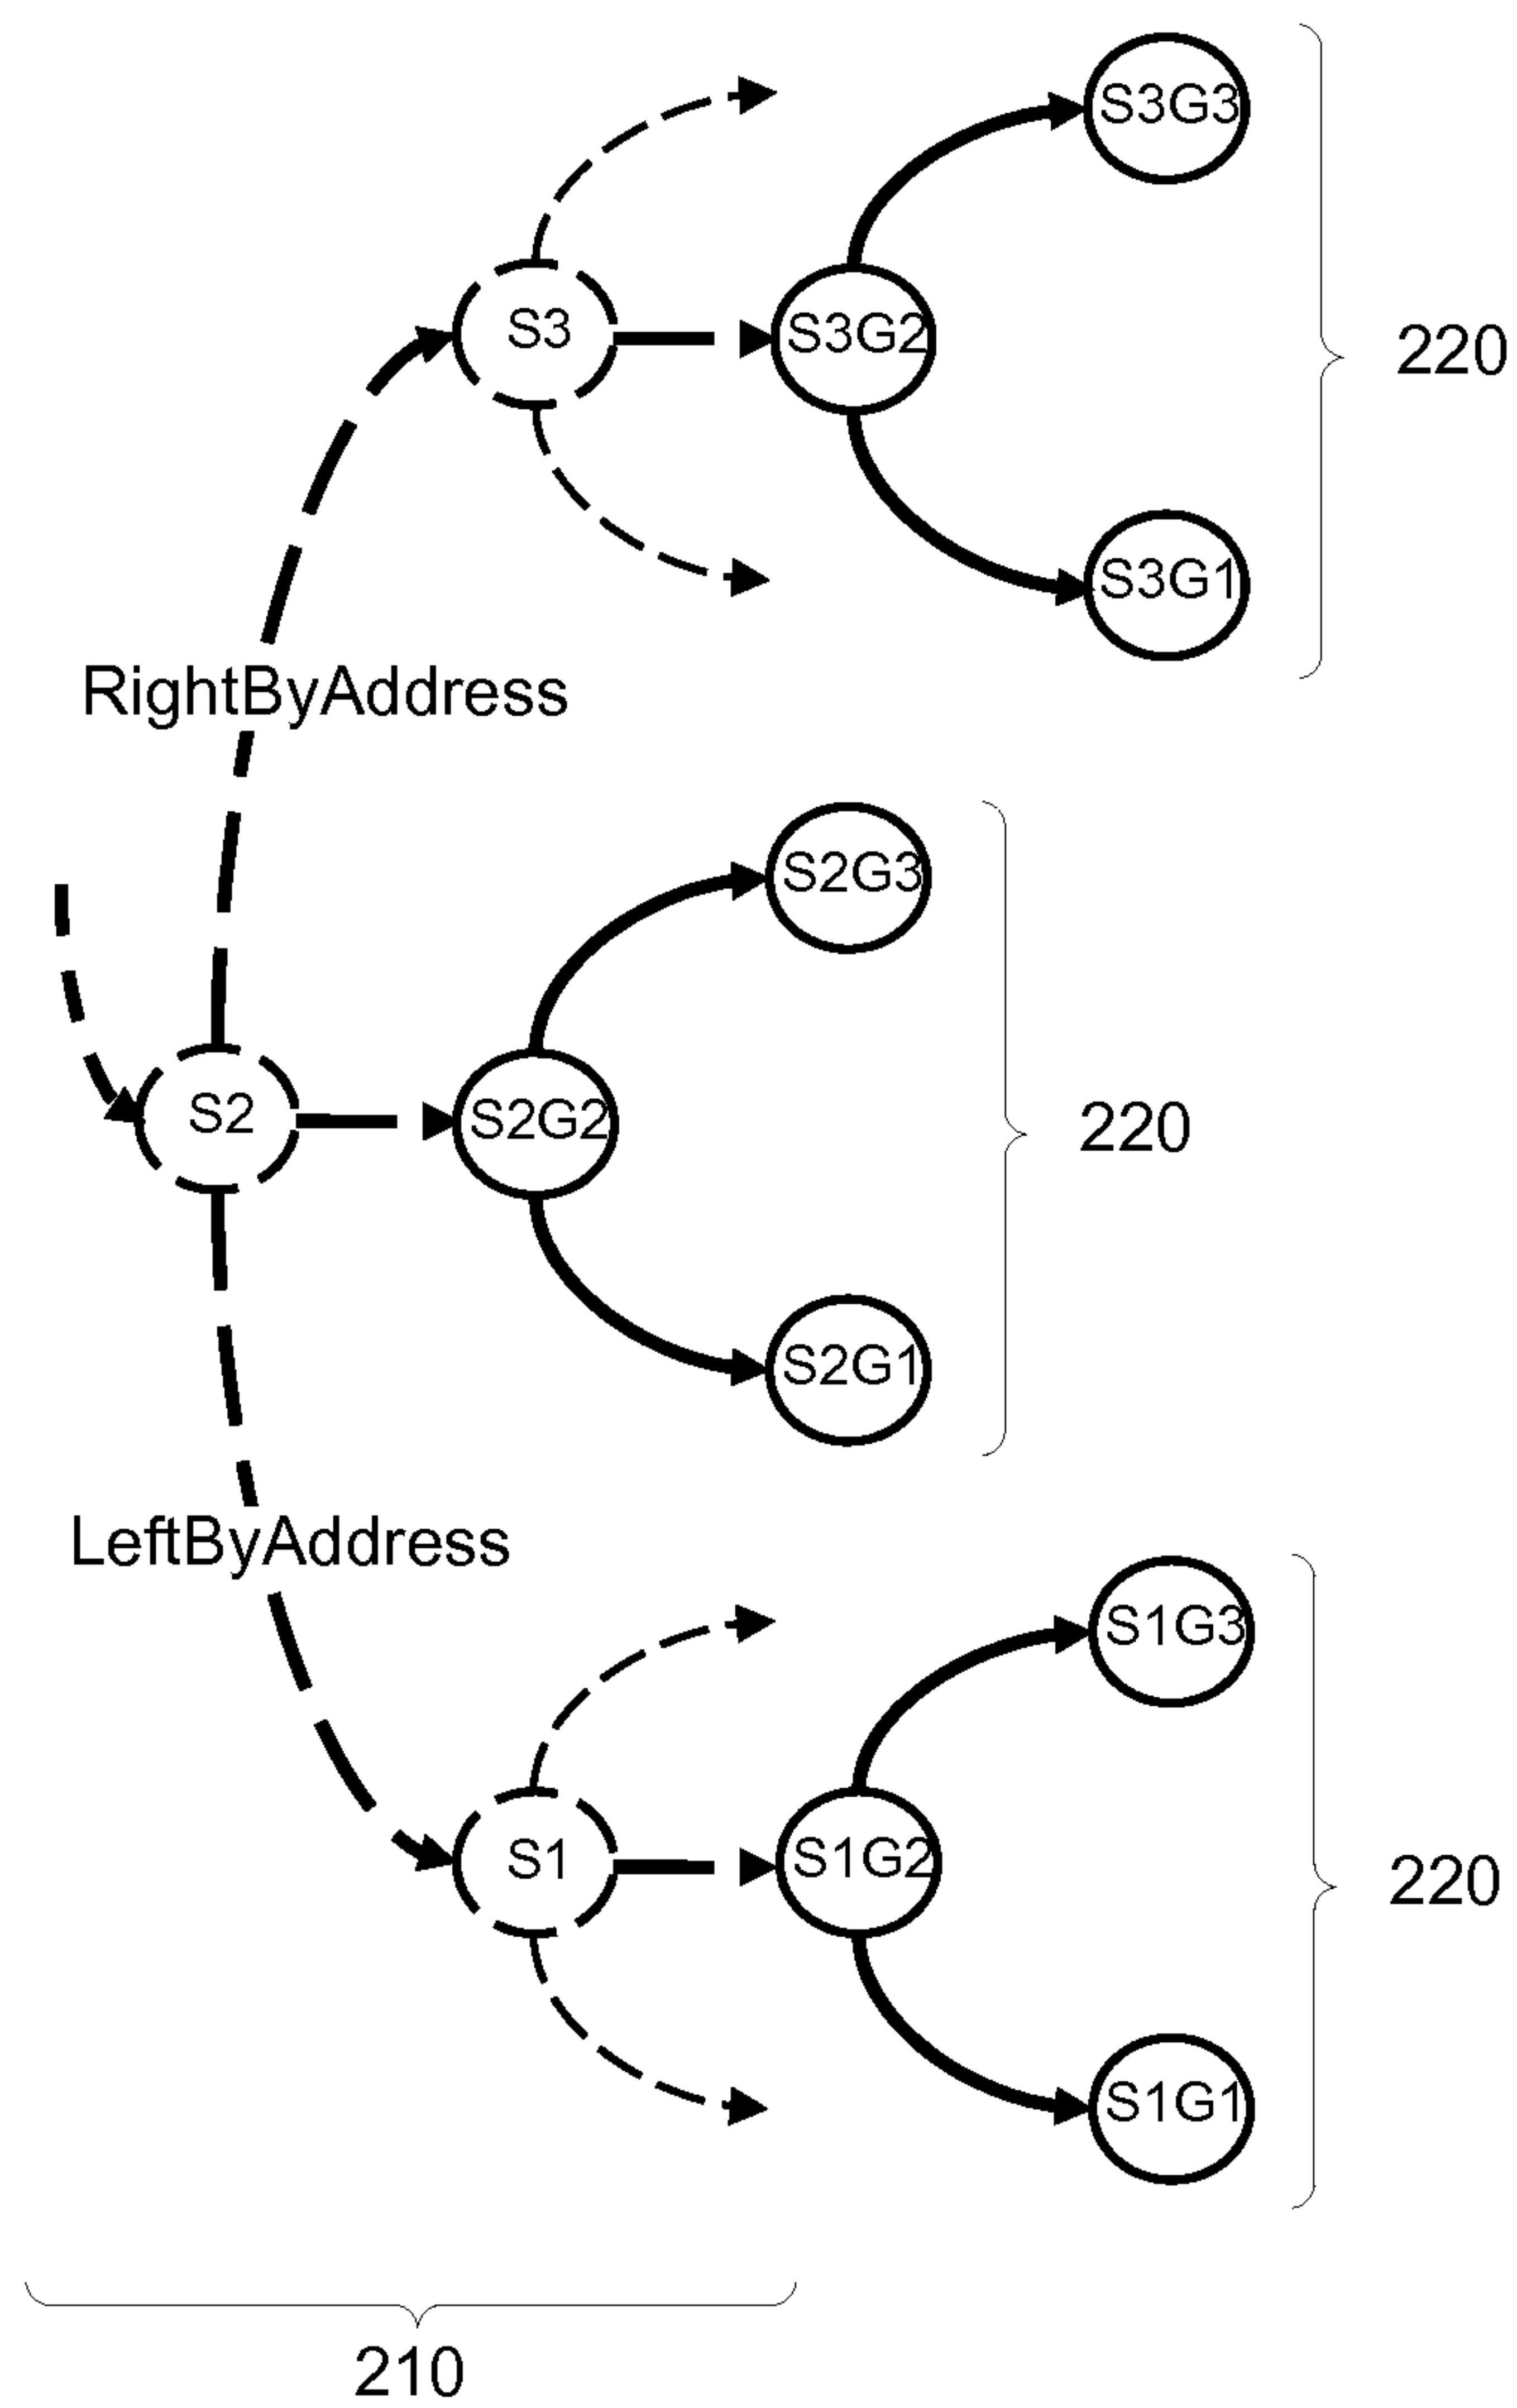 S3G3
S3
S3G2
220
S3G1
RightByAddress
S2G3
S2
S2G2
220
S2G1
LeftByAddress
S1G3
S1
S1G2
220
S1G1
210